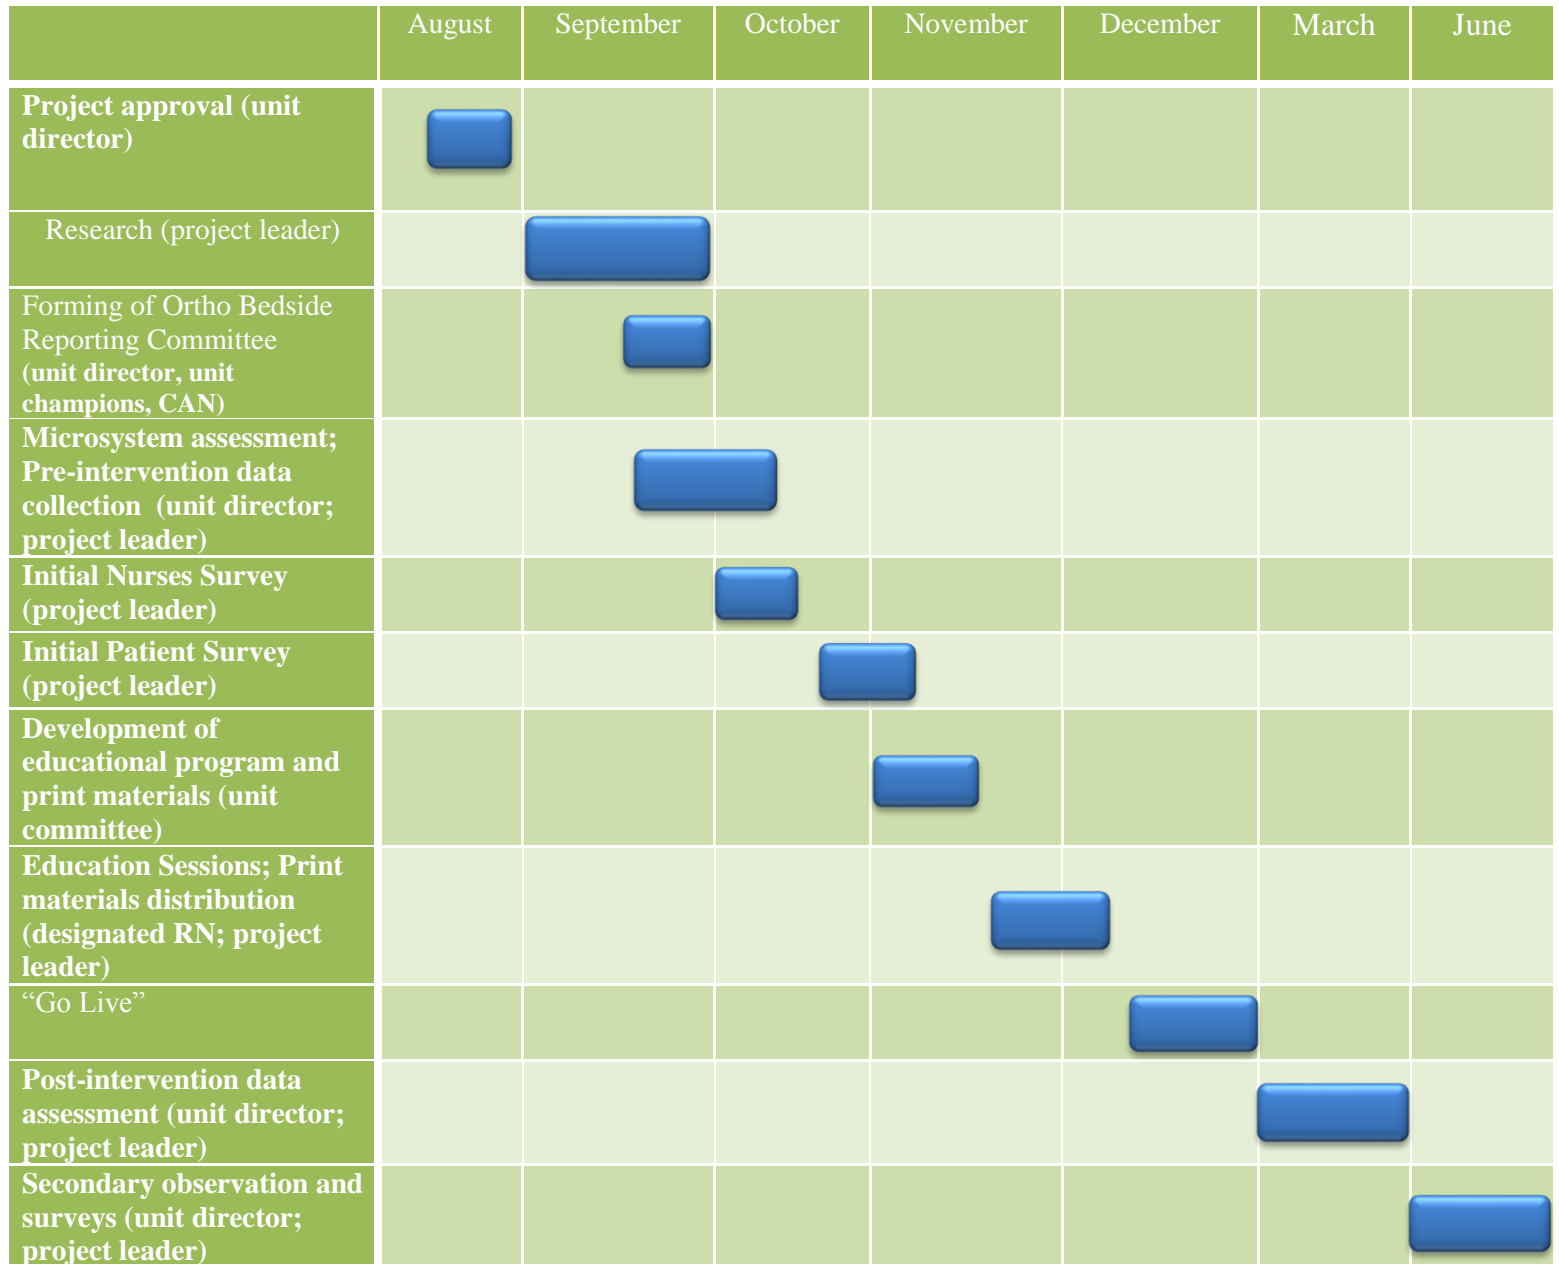 August September October November December March June
Project approval (unit
director)
Research (project leader)
Forming of Ortho Bedside
Reporting Committee
(unit director, unit
champions, CAN)
Microsystem assessment;
Pre-intervention data
collection  (unit director;
project leader)
Initial Nurses Survey
(project leader)
Initial Patient Survey
(project leader)
Development of
educational program and
print materials (unit
committee)
Education Sessions; Print
materials distribution
(designated RN; project
leader)
“Go Live”
Post-intervention data
assessment (unit director;
project leader)
Secondary observation and
surveys (unit director;
project leader)